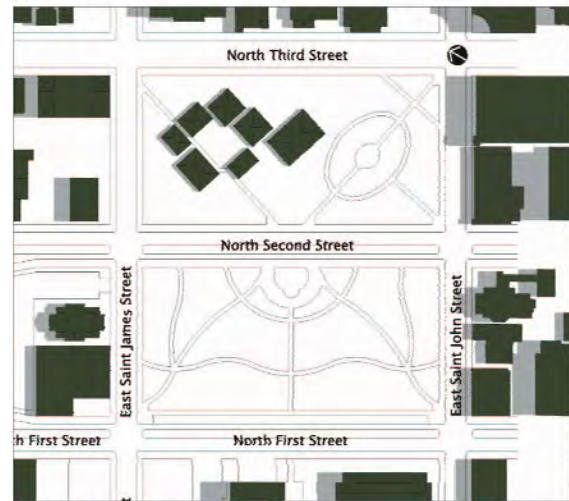 North Third Street
North Second Street
East Saint James Street
East Saint John Street
h First Street
North First Street